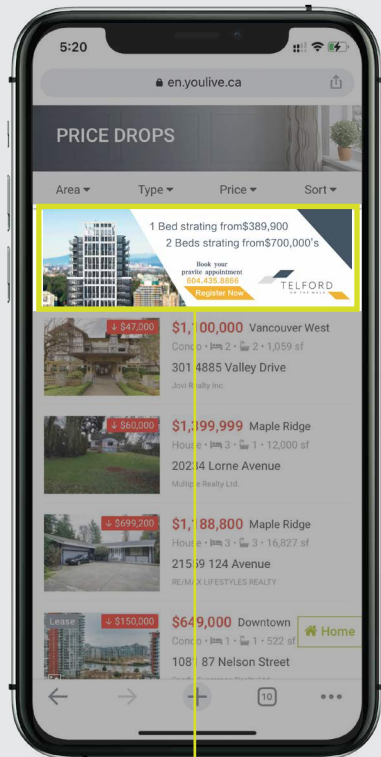 5:20
en.youlive.ca
PRICE DROPS
Area Type Price Sort
1 Bed strating from$389,900
2 Beds strating from$700,000's
Book your
pravite appointment
604.435.8866
Register Now
TELFORD
ON THE WALK
↓ $47,000
$1,100,000 Vancouver West
Condo • 2 • 2 • 1,059 sf
301 4885 Valley Drive
Jovi Realty Inc.
↓ $60,000
$1,399,999 Maple Ridge
House • 3 • 1 • 12,000 sf
20234 Lorne Avenue
Multiple Realty Ltd.
↓ $699,200
$1,188,800 Maple Ridge
House • 3 • 3 • 16,827 sf
21559 124 Avenue
RE/MAX LIFESTYLES REALTY
Lease ↓ $150,000
$649,000 Downtown
Condo • 1 • 1 • 522 sf
Home
87 Nelson Street
10